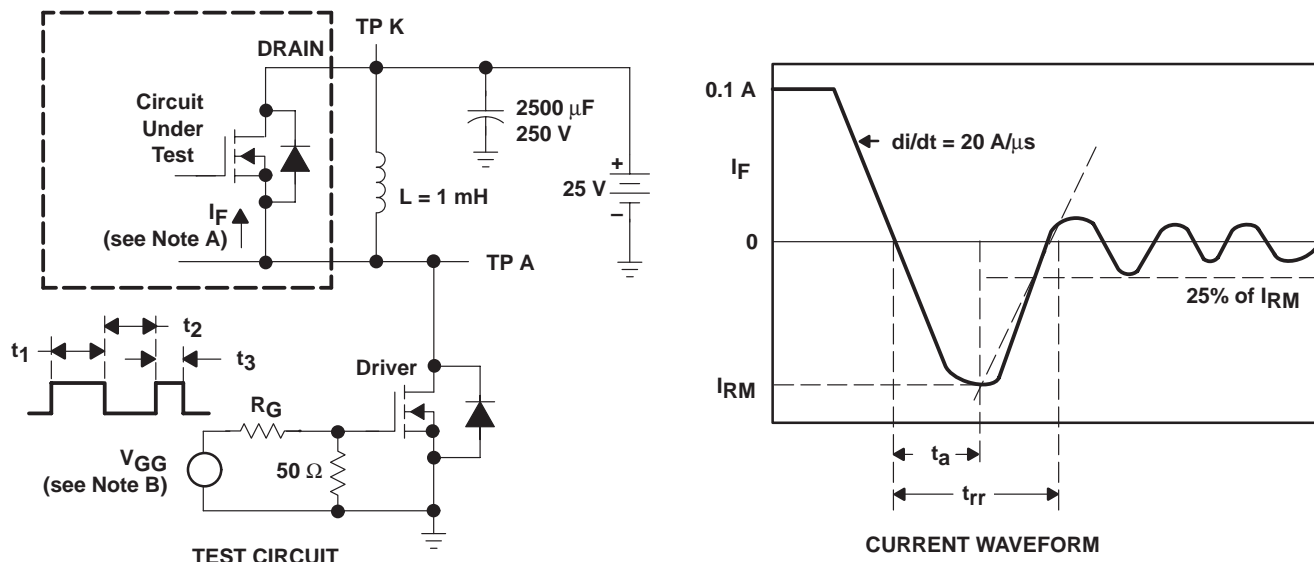 TP K
DRAIN
Circuit
Under
Test
2500 μF
250 V
+
25 V
−
L = 1 mH
IF
(see Note A)
TP A
t1
t2
t3
Driver
RG
VGG
(see Note B)
50 Ω
TEST CIRCUIT
0.1 A
di/dt = 20 A/μs
IF
0
25% of IRM
IRM
ta
trr
CURRENT WAVEFORM